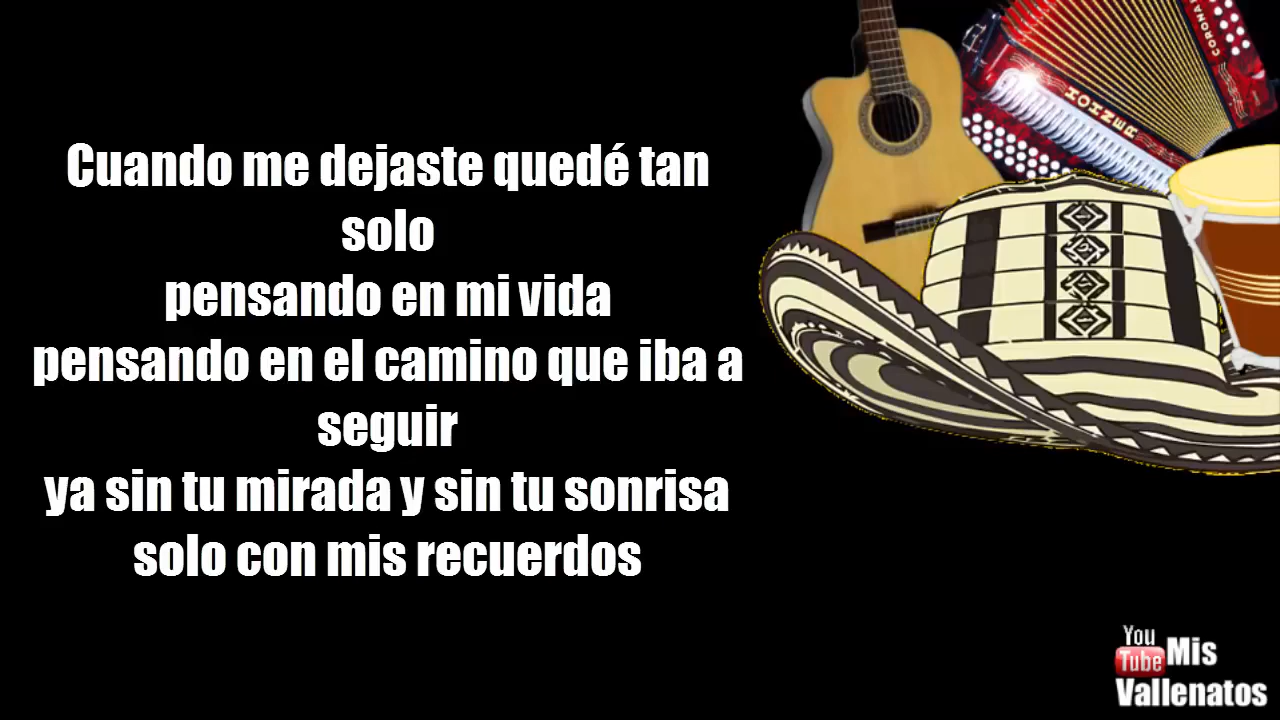 Cuando me dejaste quedé tan
solo
pensando en mi vida
pensando en el camino que iba a
seguir
ya sin tu mirada y sin tu sonrisa
solo con mis recuerdos
HOHNER
You
Tube Mis
Vallenatos